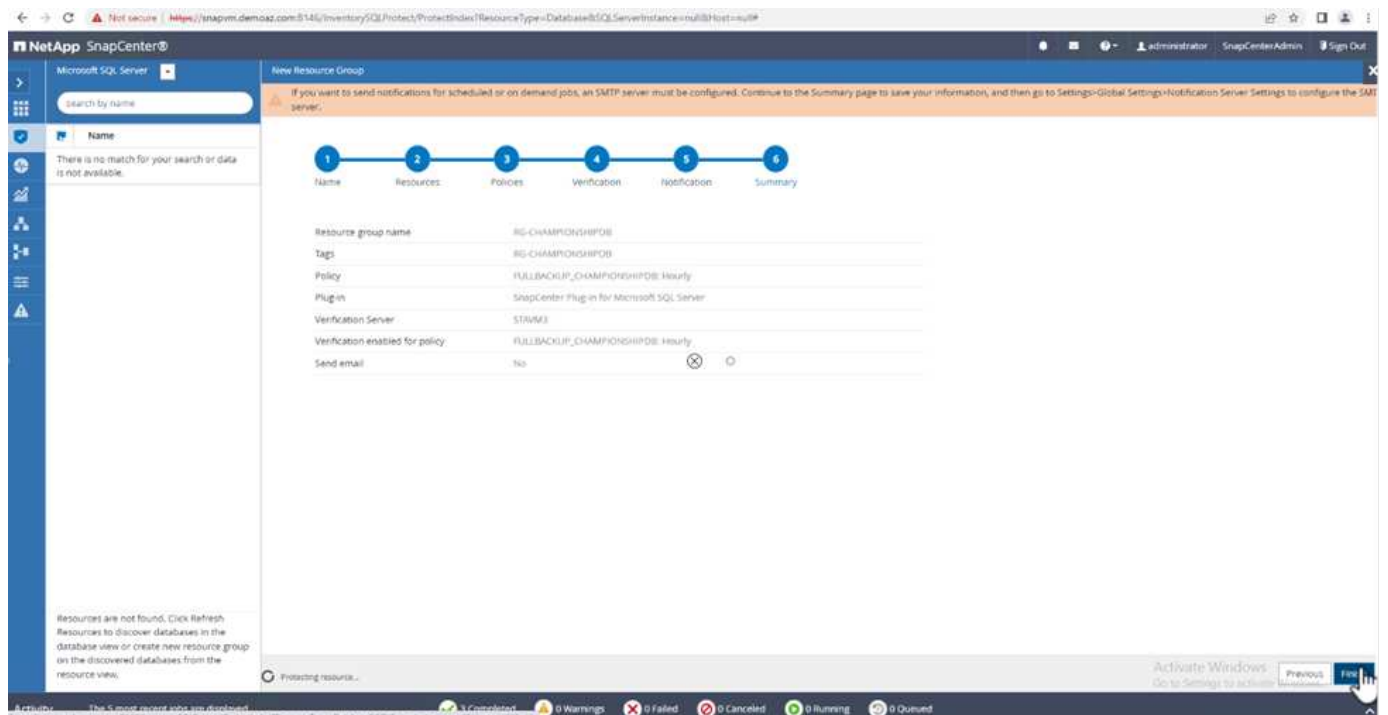 Not secure | https://snapvm.demoaz.com:8146/InventorySQLProtect/ProtectIndex?ResourceType=Database&SQLServerInstance=null&Host=null#
NetApp SnapCenter®
administrator SnapCenterAdmin Sign Out
Microsoft SQL Server
New Resource Group
search by name
If you want to send notifications for scheduled or on demand jobs, an SMTP server must be configured. Continue to the Summary page to save your information, and then go to Settings>Global Settings>Notification Server Settings to configure the SMT
server.
Name
There is no match for your search or data
is not available.
1 2 3 4 5 6
Name Resources Policies Verification Notification Summary
Resource group name RG-CHAMPIONSHIPDB
Tags RG-CHAMPIONSHIPDB
Policy FULLBACKUP_CHAMPIONSHIPDB: Hourly
Plug-in SnapCenter Plug-in for Microsoft SQL Server
Verification Server STAVM3
Verification enabled for policy FULLBACKUP_CHAMPIONSHIPDB: Hourly
Send email No
Resources are not found. Click Refresh
Resources to discover databases in the
database view or create new resource group
on the discovered databases from the
resource view.
Protecting resource...
Activate Windows
Go to Settings to activate
Previous
Activity The 5 most recent jobs are displayed
3 Completed 0 Warnings 0 Failed 0 Canceled 0 Running 0 Queued